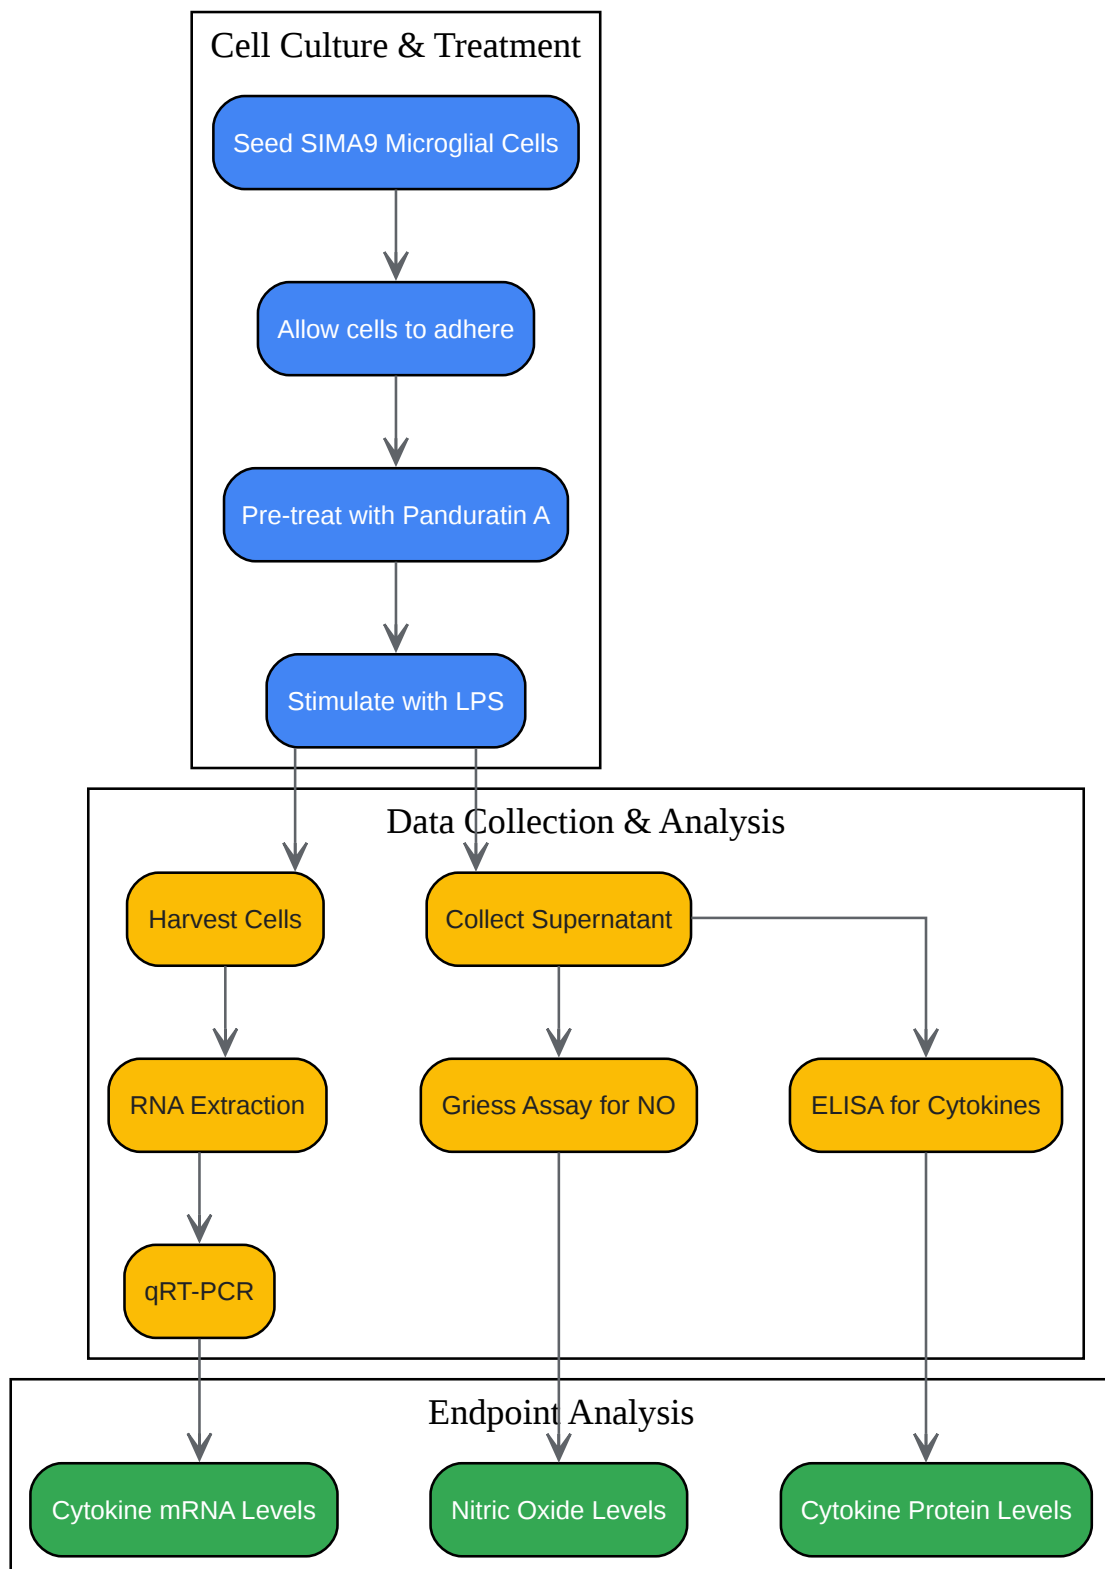 Cell Culture & Treatment
Seed SIMA9 Microglial Cells
Allow cells to adhere
Pre-treat with Panduratin A
Stimulate with LPS
Data Collection & Analysis
Harvest Cells
Collect Supernatant
RNA Extraction
Griess Assay for NO
ELISA for Cytokines
qRT-PCR
Endpoint Analysis
Cytokine mRNA Levels
Nitric Oxide Levels
Cytokine Protein Levels